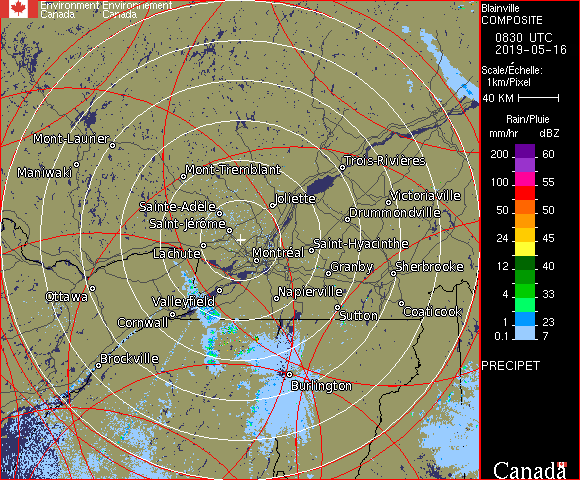 Environment Environnement
Canada Canada
Blainville
COMPOSITE
0830 UTC
2019-05-16
Scale/Échelle:
1km/Pixel
40 KM
Rain/Pluie
mm/hr dBZ
200 60
150 55
100 55
50 50
24 45
12 40
4 33
1 23
0.1 7
PRECIPET
Canada
Mont-Laurier
Maniwaki
Mont-Tremblant
Trois-Rivières
Sainte-Adèle
Joliette
Victoriaville
Saint-Jérôme
Drummondville
Lachute
Montréal
Saint-Hyacinthe
Granby
Sherbrooke
Ottawa
Valleyfield
Napierville
Cornwall
Sutton
Coaticook
Brockville
Burlington